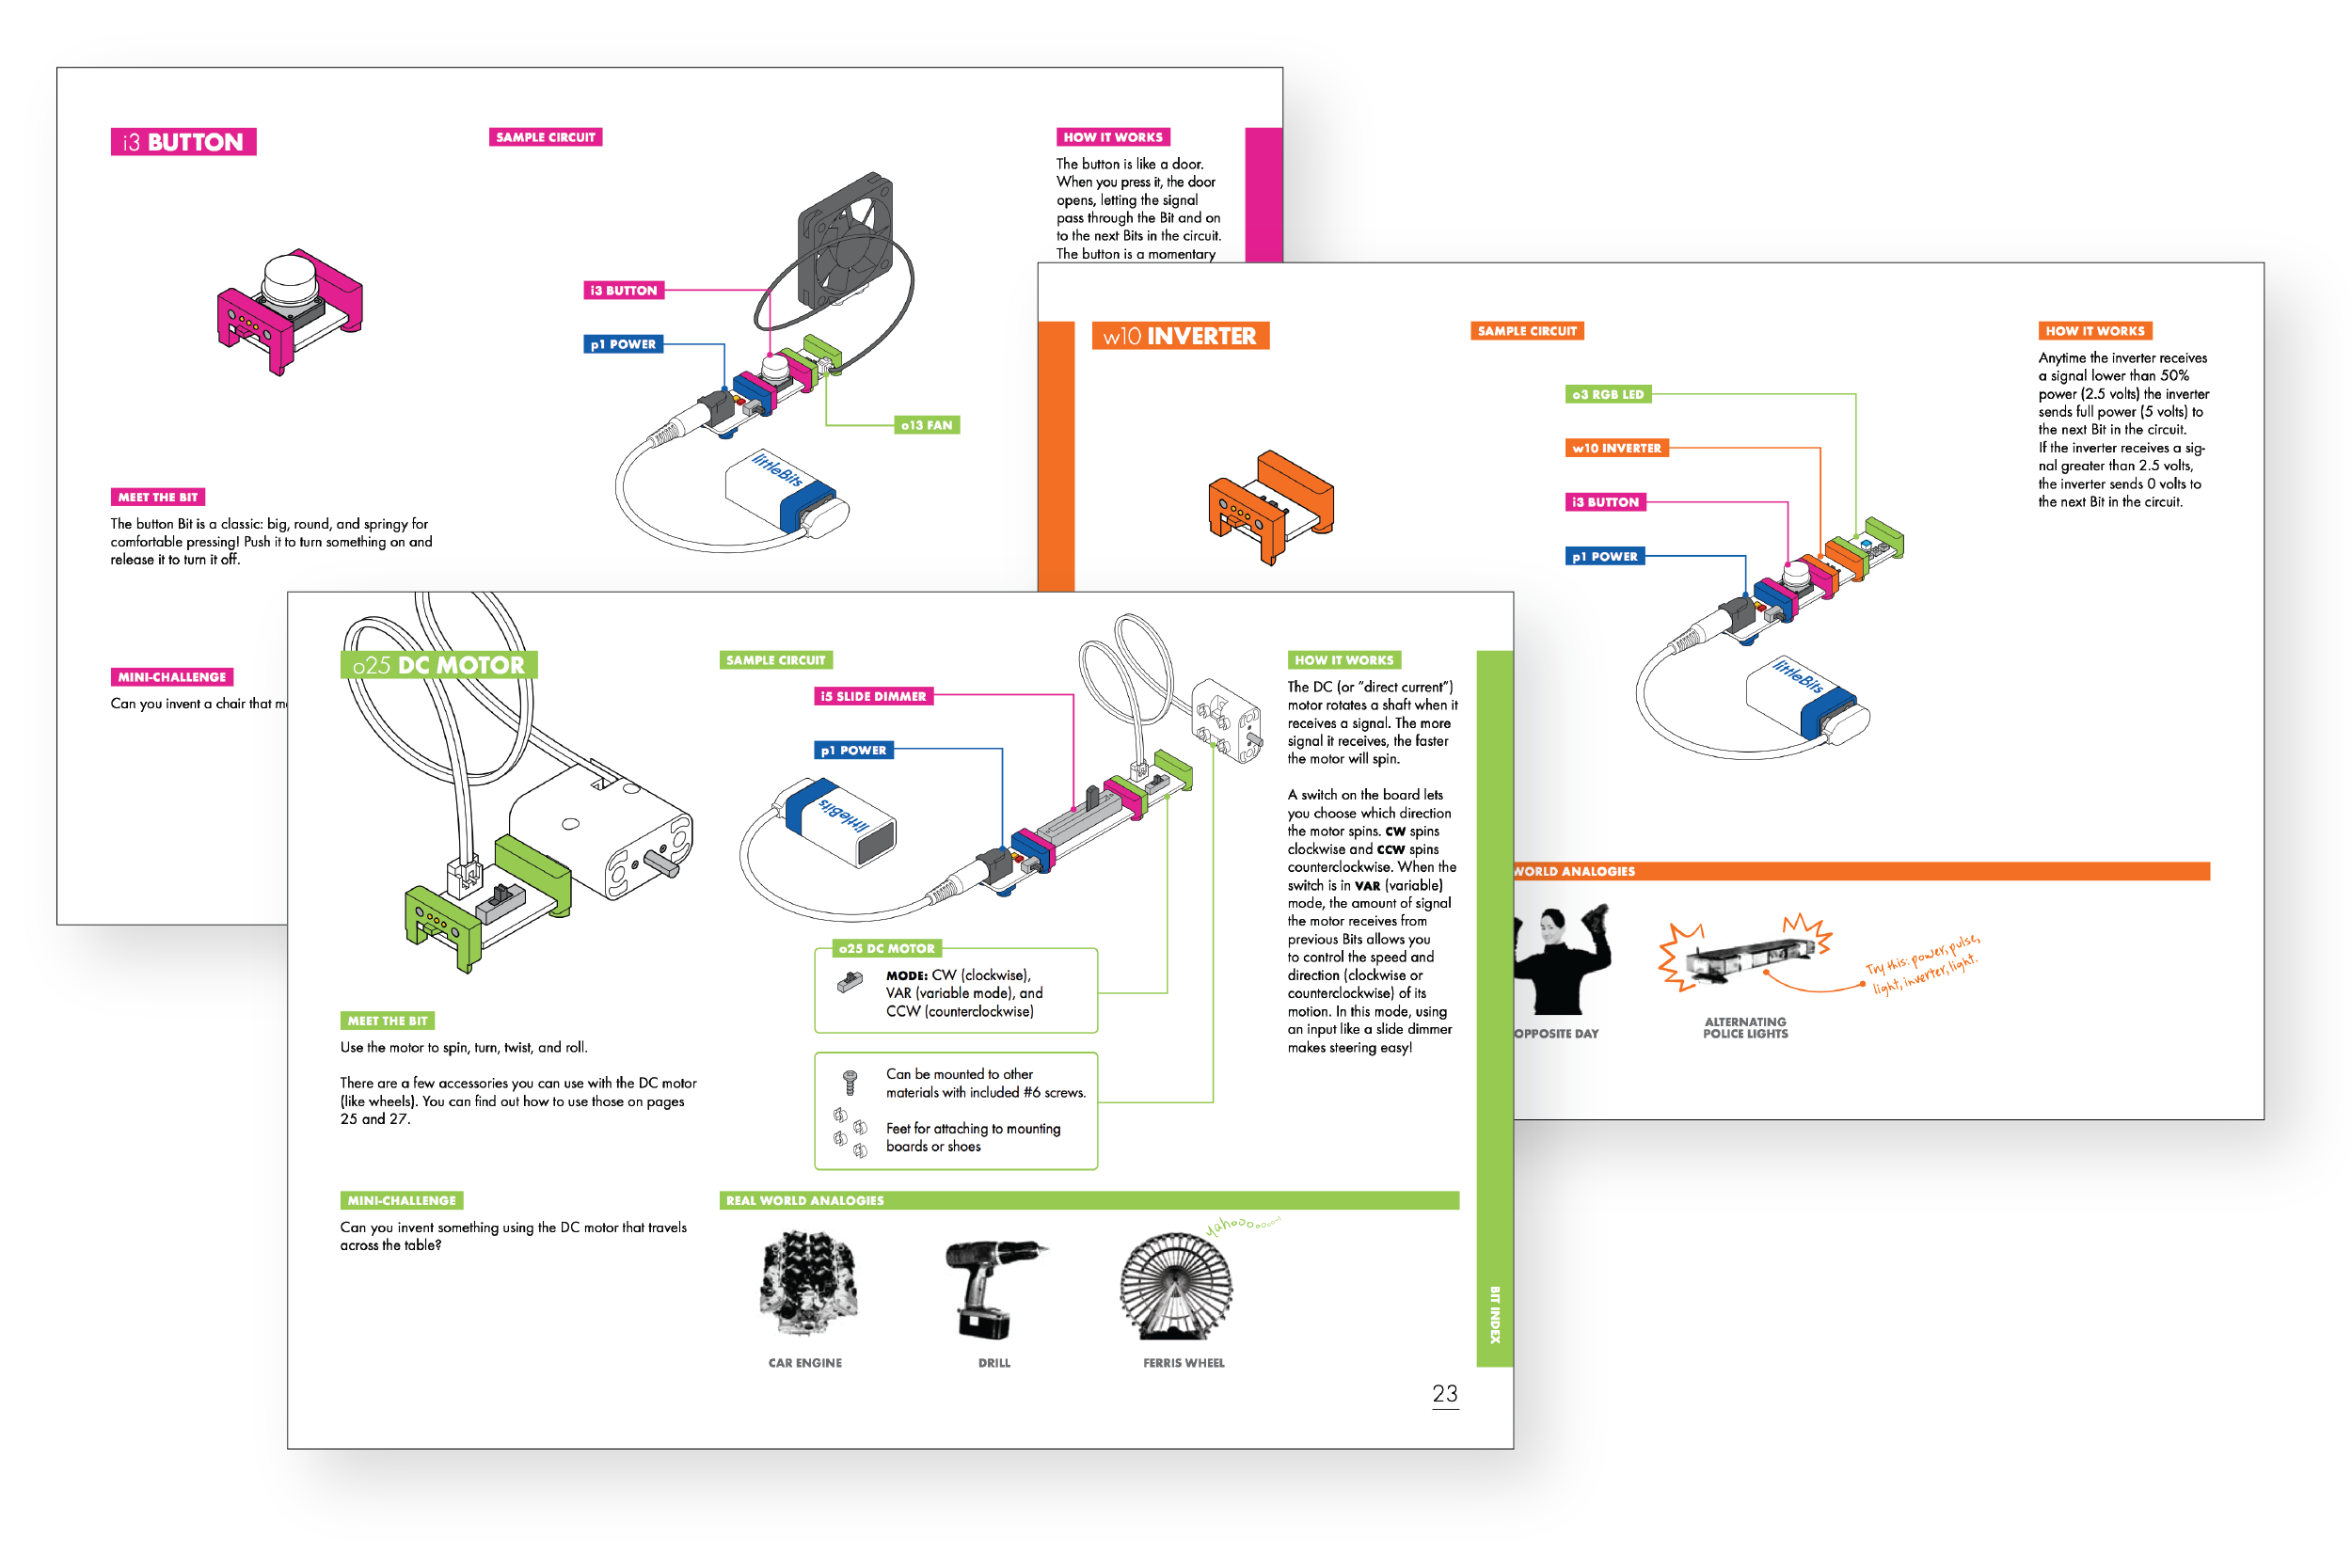 i3 BUTTON
SAMPLE CIRCUIT
i3 BUTTON
p1 POWER
o13 FAN
littleBits
HOW IT WORKS
The button is like a door.
When you press it, the door
opens, letting the signal
pass through the Bit and on
to the next Bits in the circuit.
The button is a momentary
MEET THE BIT
The button Bit is a classic: big, round, and springy for
comfortable pressing! Push it to turn something on and
release it to turn it off.
MINI-CHALLENGE
Can you invent a chair that
w10 INVERTER
SAMPLE CIRCUIT
o3 RGB LED
w10 INVERTER
i3 BUTTON
p1 POWER
littleBits
HOW IT WORKS
Anytime the inverter receives
a signal lower than 50%
power (2.5 volts) the inverter
sends full power (5 volts) to
the next Bit in the circuit.
If the inverter receives a sig-
nal greater than 2.5 volts,
the inverter sends 0 volts to
the next Bit in the circuit.
WORLD ANALOGIES
OPPOSITE DAY
ALTERNATING
POLICE LIGHTS
Try this: power, pulse,
light, inverter, light.
o25 DC MOTOR
MEET THE BIT
Use the motor to spin, turn, twist, and roll.
There are a few accessories you can use with the DC motor
(like wheels). You can find out how to use those on pages
25 and 27.
MINI-CHALLENGE
Can you invent something using the DC motor that travels
across the table?
SAMPLE CIRCUIT
i5 SLIDE DIMMER
p1 POWER
littleBits
o25 DC MOTOR
MODE: CW (clockwise),
VAR (variable mode), and
CCW (counterclockwise)
Can be mounted to other
materials with included #6 screws.
Feet for attaching to mounting
boards or shoes
HOW IT WORKS
The DC (or "direct current")
motor rotates a shaft when it
receives a signal. The more
signal it receives, the faster
the motor will spin.
A switch on the board lets
you choose which direction
the motor spins. CW spins
clockwise and CCW spins
counterclockwise. When the
switch is in VAR (variable)
mode, the amount of signal
the motor receives from
previous Bits allows you
to control the speed and
direction (clockwise or
counterclockwise) of its
motion. In this mode, using
an input like a slide dimmer
makes steering easy!
REAL WORLD ANALOGIES
CAR ENGINE
DRILL
FERRIS WHEEL
BIT INDEX
23